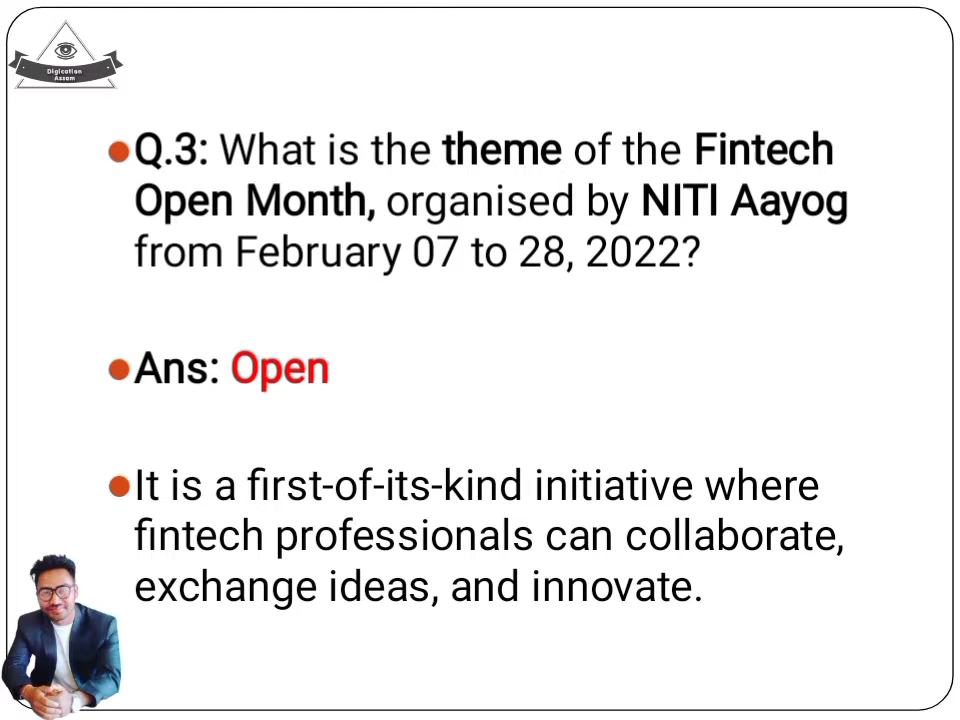 Digication
Assam
Q.3: What is the theme of the Fintech
Open Month, organised by NITI Aayog
from February 07 to 28, 2022?
Ans: Open
It is a first-of-its-kind initiative where
fintech professionals can collaborate,
exchange ideas, and innovate.